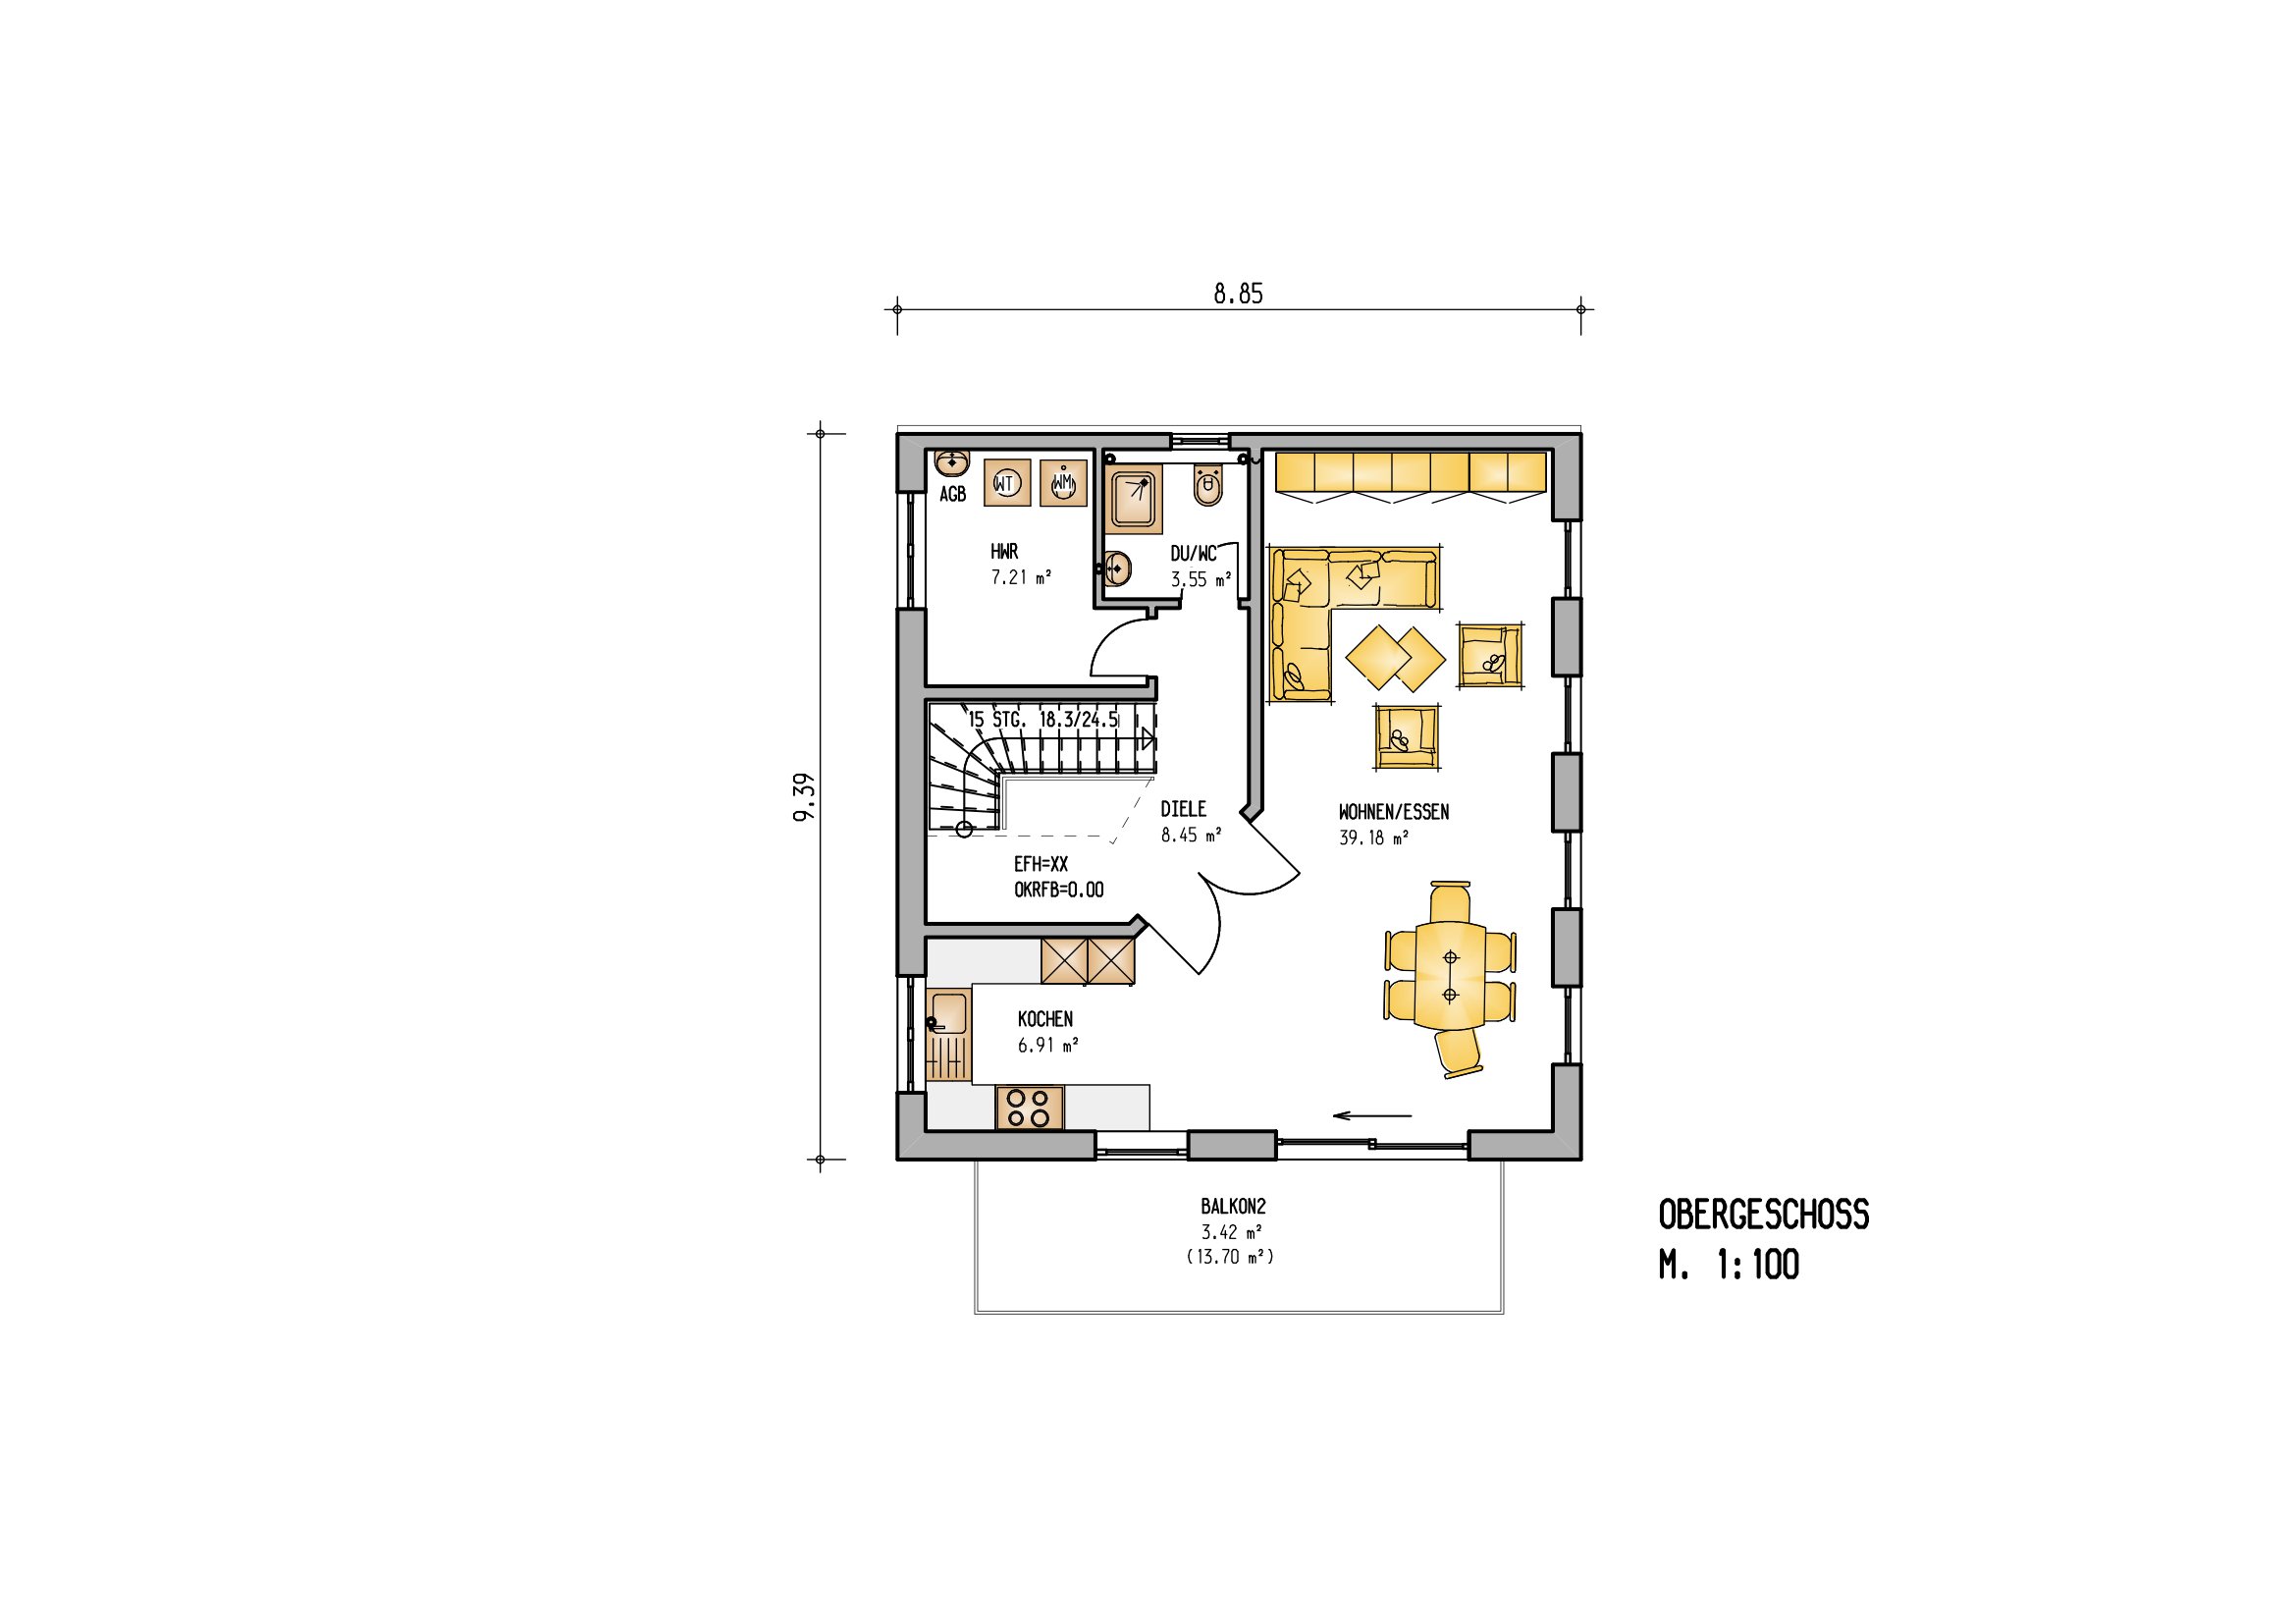 8.85
9.39
AGB
WT
WM
HWR
7.21 m²
DU/WC
3.55 m²
15 STG. 18.3/24.5
DIELE
8.45 m²
WOHNEN/ESSEN
39.18 m²
EFH=XX
OKRFB=0.00
KOCHEN
6.91 m²
BALKON2
3.42 m²
(13.70 m²)
OBERGESCHOSS
M. 1:100